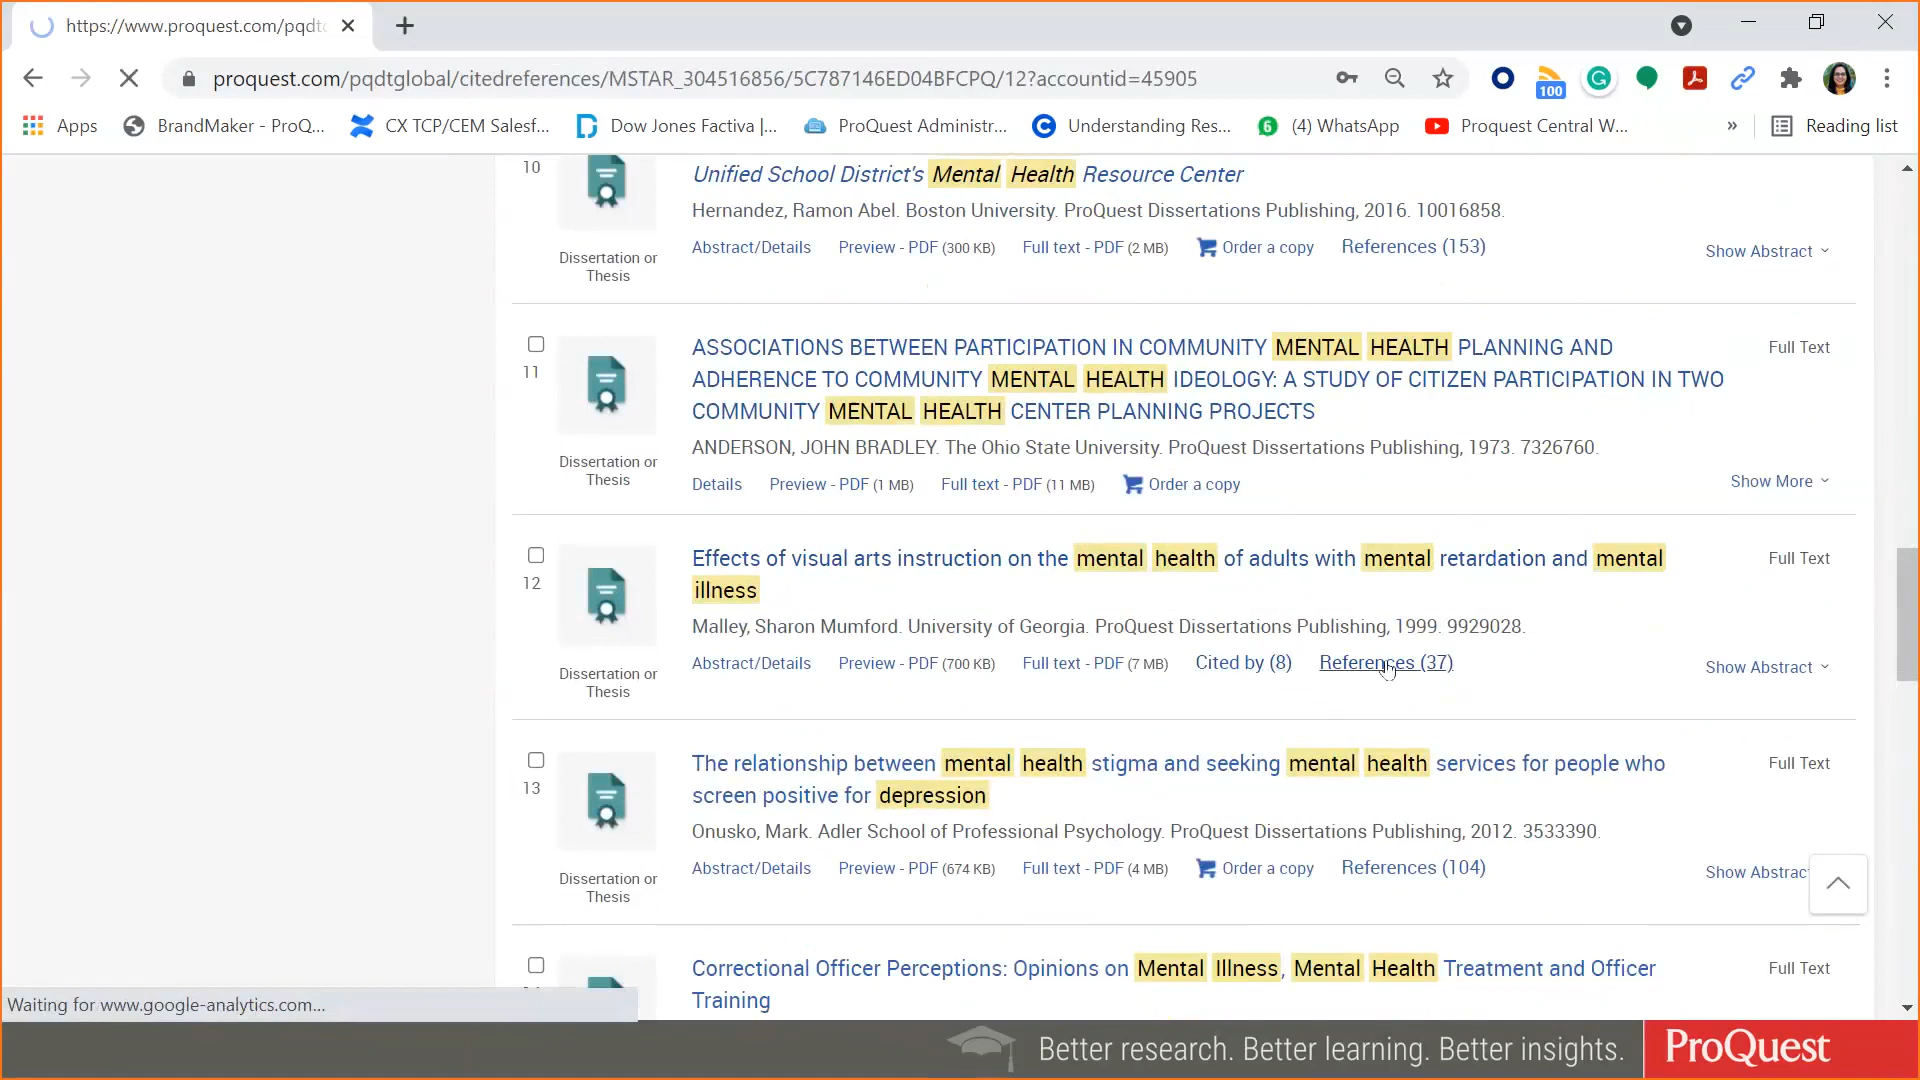 https://www.proquest.com/pqdt
proquest.com/pqdtglobal/citedreferences/MSTAR_304516856/5C787146ED04BFCPQ/12?accountid=45905
100
Apps
BrandMaker - ProQ...
CX TCP/CEM Salesf...
Dow Jones Factiva |...
ProQuest Administr...
Understanding Res...
6
(4) WhatsApp
Proquest Central W...
»
Reading list
10
Unified School District's Mental Health Resource Center
Hernandez, Ramon Abel. Boston University. ProQuest Dissertations Publishing, 2016. 10016858.
Abstract/Details Preview - PDF (300 KB) Full text - PDF (2 MB) Order a copy References (153)
Show Abstract
Dissertation or
Thesis
11
ASSOCIATIONS BETWEEN PARTICIPATION IN COMMUNITY MENTAL HEALTH PLANNING AND
ADHERENCE TO COMMUNITY MENTAL HEALTH IDEOLOGY: A STUDY OF CITIZEN PARTICIPATION IN TWO
COMMUNITY MENTAL HEALTH CENTER PLANNING PROJECTS
Full Text
ANDERSON, JOHN BRADLEY. The Ohio State University. ProQuest Dissertations Publishing, 1973. 7326760.
Details Preview - PDF (1 MB) Full text - PDF (11 MB) Order a copy
Show More
Dissertation or
Thesis
12
Effects of visual arts instruction on the mental health of adults with mental retardation and mental
illness
Full Text
Malley, Sharon Mumford. University of Georgia. ProQuest Dissertations Publishing, 1999. 9929028.
Abstract/Details Preview - PDF (700 KB) Full text - PDF (7 MB) Cited by (8) References (37)
Show Abstract
Dissertation or
Thesis
13
The relationship between mental health stigma and seeking mental health services for people who
screen positive for depression
Full Text
Onusko, Mark. Adler School of Professional Psychology. ProQuest Dissertations Publishing, 2012. 3533390.
Abstract/Details Preview - PDF (674 KB) Full text - PDF (4 MB) Order a copy References (104)
Show Abstrac
Dissertation or
Thesis
Correctional Officer Perceptions: Opinions on Mental Illness, Mental Health Treatment and Officer
Training
Full Text
Waiting for www.google-analytics.com...
Better research. Better learning. Better insights.
ProQuest